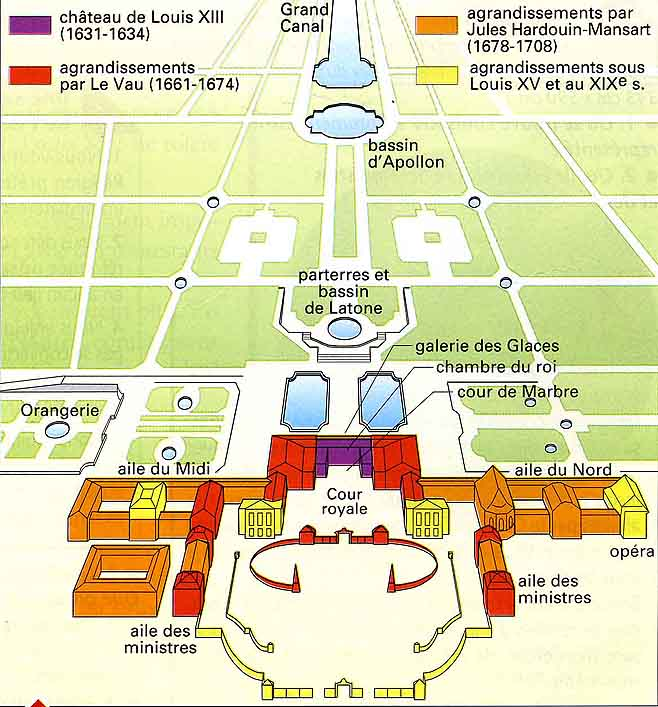 château de Louis XIII
(1631-1634)
agrandissements
par Le Vau (1661-1674)
Grand
Canal
agrandissements par
Jules Hardouin-Mansart
(1678-1708)
agrandissements sous
Louis XV et au XIXe s.
bassin
d'Apollon
parterres et
bassin
de Latone
galerie des Glaces
chambre du roi
cour de Marbre
Orangerie
aile du Midi
aile du Nord
Cour
royale
opéra
aile des
ministres
aile des
ministres